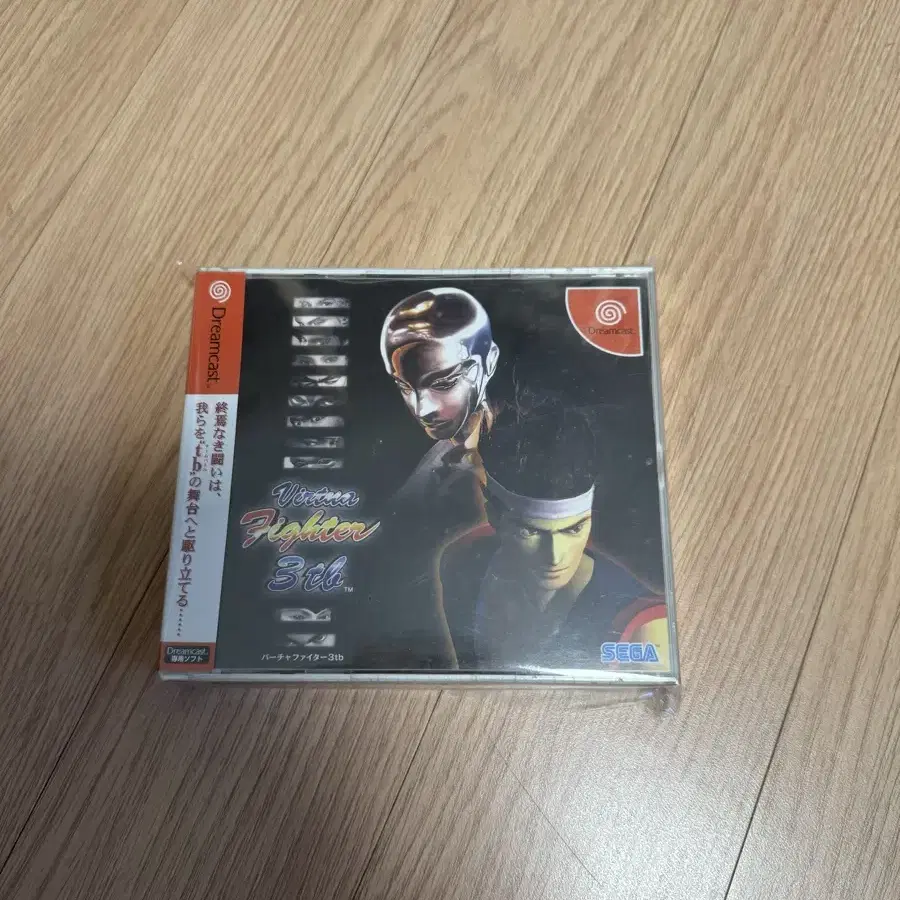 Dreamcast.
終焉なき闘いは、
我らを"tb"の舞台へと駆り立てる……
Dreamcast.
専用ソフト
Dreamcast.
Virtua
Fighter
3tb™
バーチャファイター3tb
SEGA